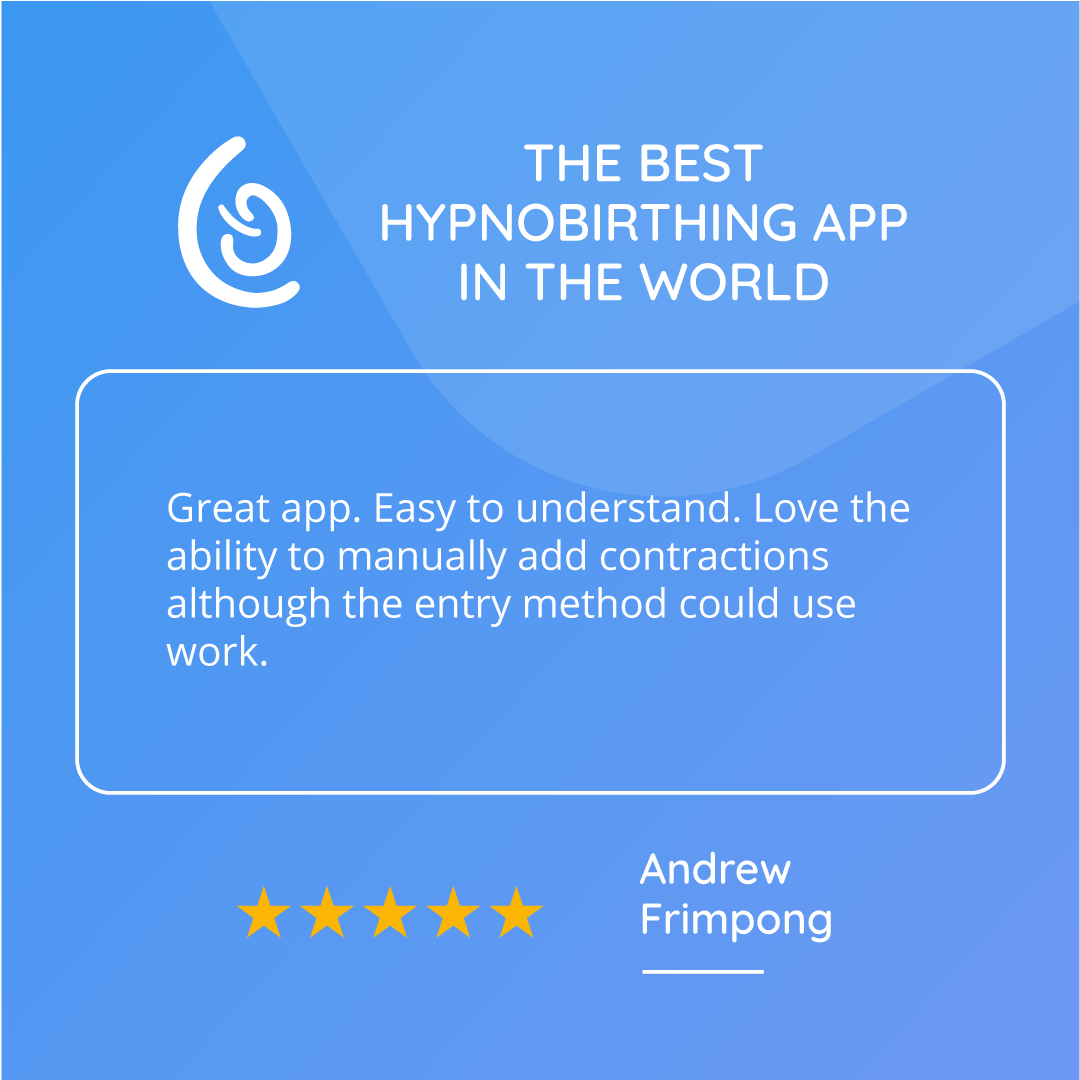 THE BEST
HYPNOBIRTHING APP
IN THE WORLD
Great app. Easy to understand. Love the
ability to manually add contractions
although the entry method could use
work.
Andrew
Frimpong